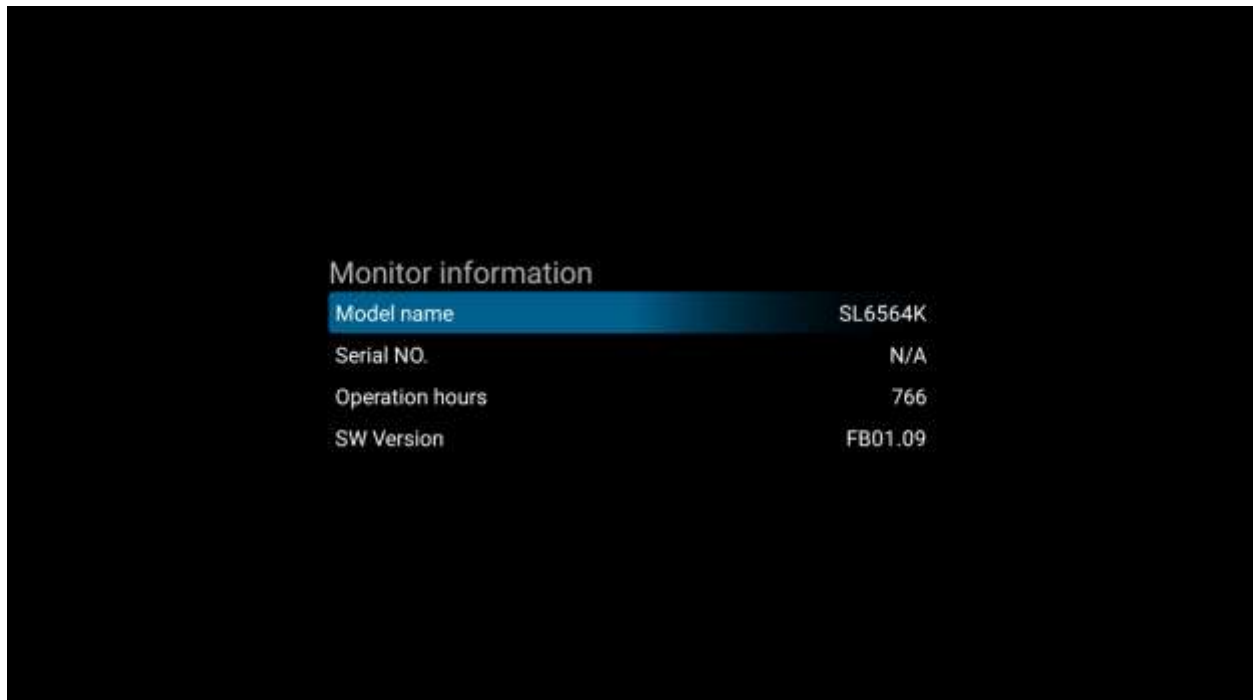 Monitor information
Model name SL6564K
Serial NO. N/A
Operation hours 766
SW Version FB01.09